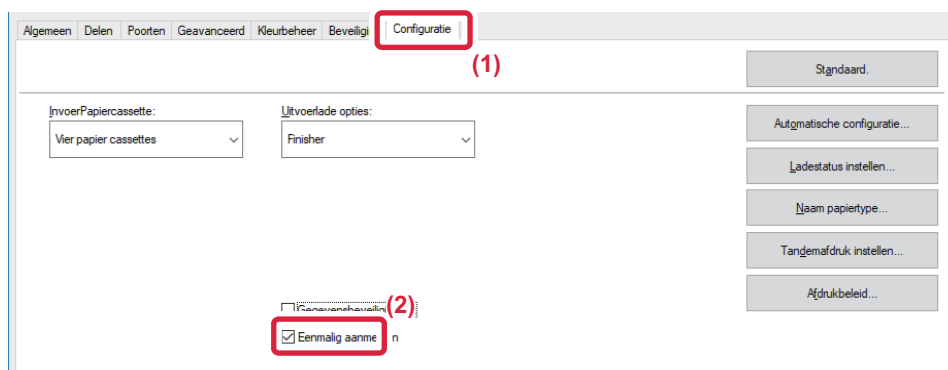 Algemeen Delen Poorten Geavanceerd Kleurbeheer Beveiligi Configuratie
(1)
Standaard.
InvoerPapiercassette: Uitvoerlade opties:
Vier papier cassettes Finisher
Automatische configuratie...
Ladestatus instellen...
Naam papiertype...
Tandemafdruk instellen...
Afdrukbeleid...
Gegevensbeveiligi (2)
Eenmalig aanme n